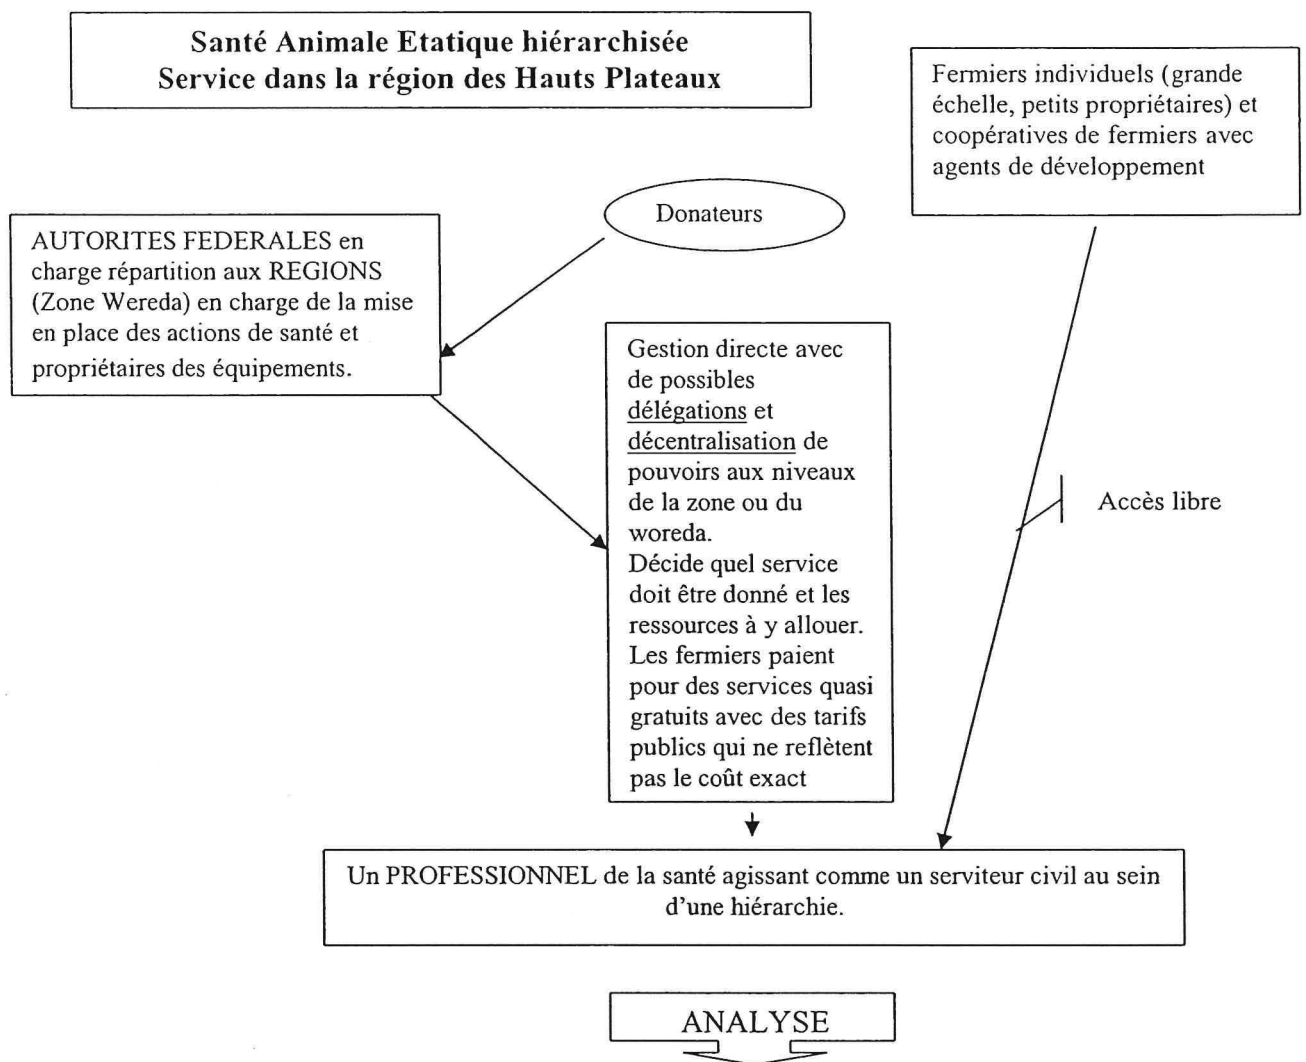 Santé Animale Etatique hiérarchisée
Service dans la région des Hauts Plateaux
Fermiers individuels (grande
échelle, petits propriétaires) et
coopératives de fermiers avec
agents de développement
Donateurs
AUTORITES FEDERALES en
charge répartition aux REGIONS
(Zone Wereda) en charge de la mise
en place des actions de santé et
propriétaires des équipements.
Gestion directe avec
de possibles
délégations et
décentralisation de
pouvoirs aux niveaux
de la zone ou du
woreda.
Décide quel service
doit être donné et les
ressources à y allouer.
Les fermiers paient
pour des services quasi
gratuits avec des tarifs
publics qui ne reflètent
pas le coût exact
Accès libre
Un PROFESSIONNEL de la santé agissant comme un serviteur civil au sein
d'une hiérarchie.
ANALYSE